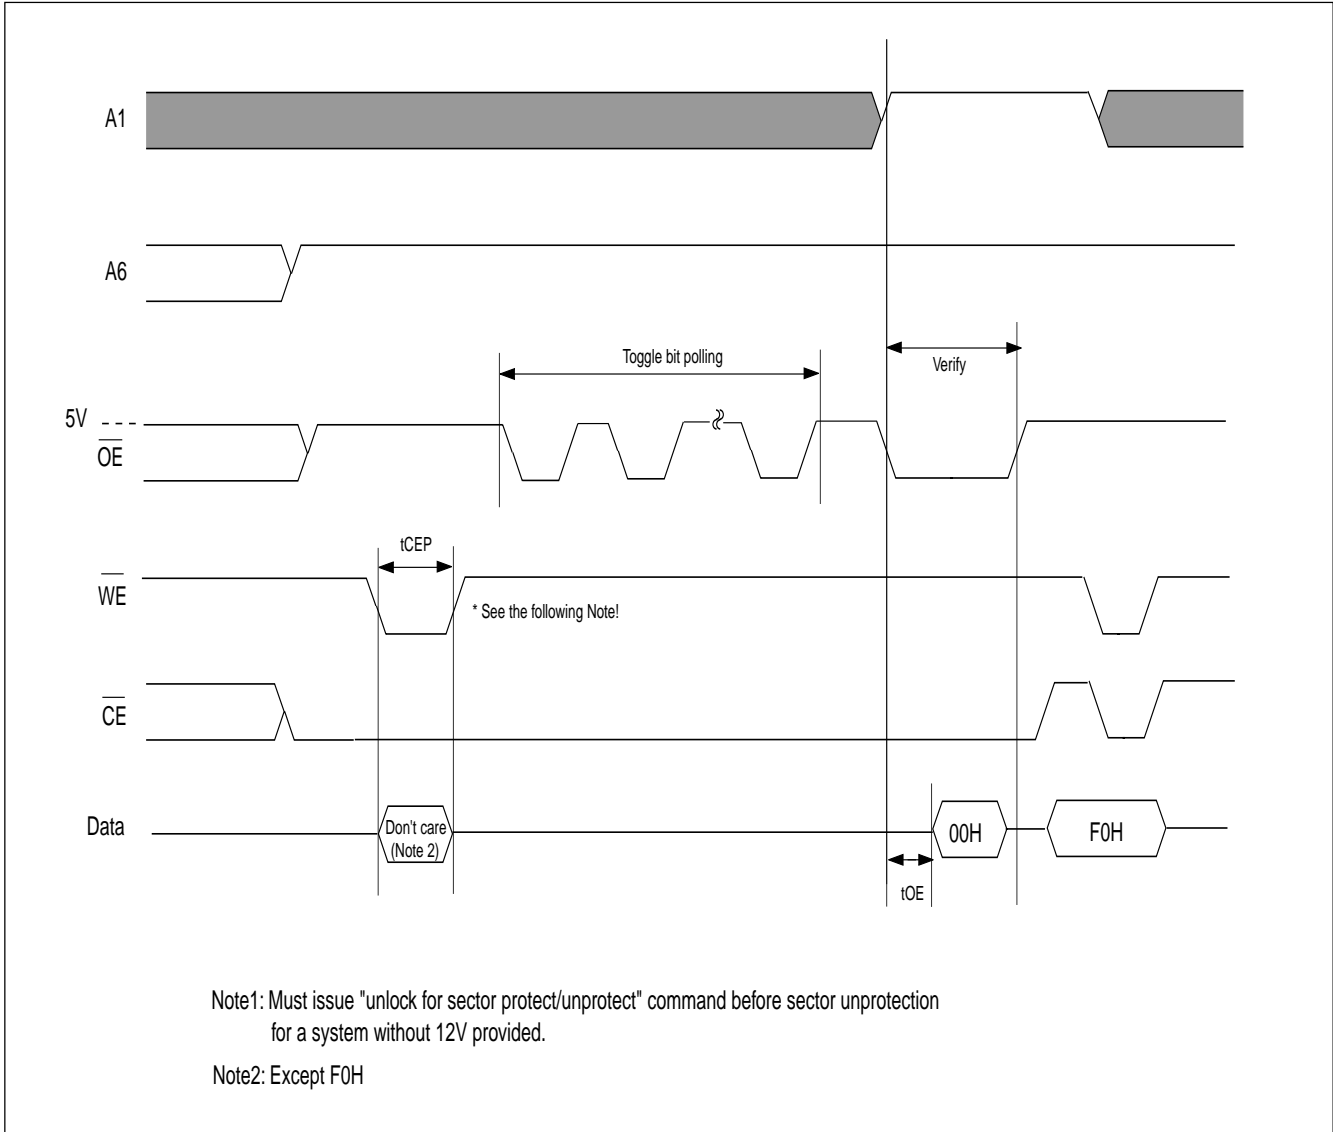 A1
A6
Toggle bit polling
Verify
5V
OE
tCEP
WE
* See the following Note!
CE
Data
Don't care
(Note 2)
00H
F0H
tOE
Note1: Must issue "unlock for sector protect/unprotect" command before sector unprotection
for a system without 12V provided.
Note2: Except F0H